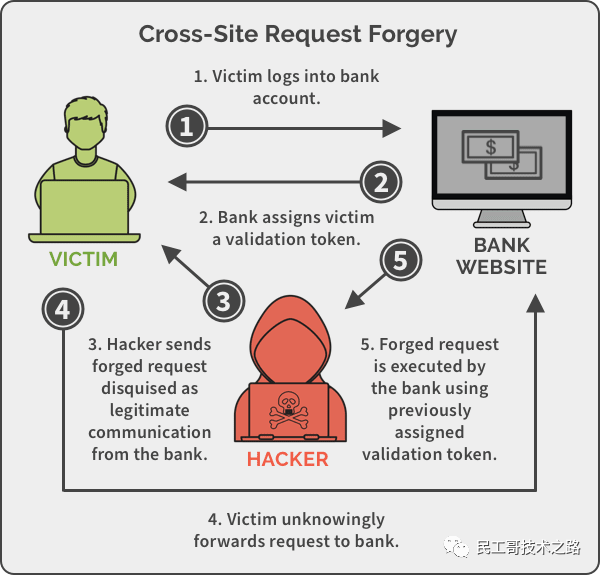 Cross-Site Request Forgery
1. Victim logs into bank
account.
1
2
2. Bank assigns victim
a validation token.
VICTIM
$
BANK
WEBSITE
3
5
4
3. Hacker sends
forged request
disquised as
legitimate
communication
from the bank.
5. Forged request
is executed by
the bank using
previously
assigned
validation token.
HACKER
4. Victim unknowingly
forwards request to bank.
民工哥技术之路